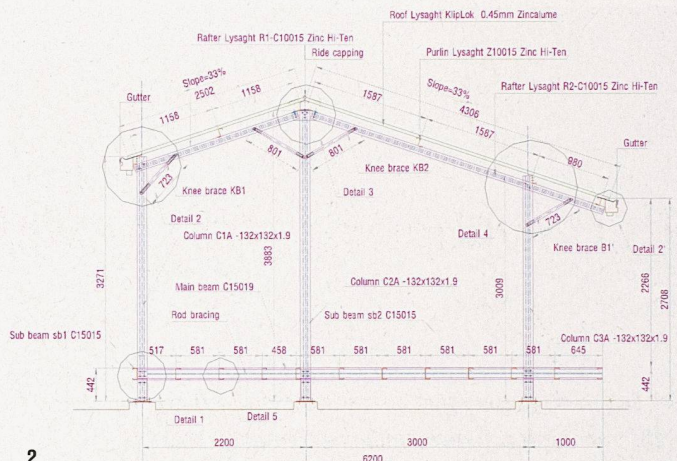 Roof Lysaght KlipLok 0.45mm Zincalume
Rafter Lysaght R1-C10015 Zinc Hi-Ten
Ride capping
Purlin Lysaght Z10015 Zinc Hi-Ten
Rafter Lysaght R2-C10015 Zinc Hi-Ten
Slope=33%
2502
1158
1158
1587
Slope=33%
4306
1587
Gutter
Gutter
980
801
801
723
723
Knee brace KB1
Knee brace KB2
Knee brace B1'
Detail 2
Detail 3
Detail 4
Detail 2'
Column C1A -132x132x1.9
3883
3271
Main beam C15019
Column C2A -132x132x1.9
3009
2266
2708
Rod bracing
Sub beam sb2 C15015
Sub beam sb1 C15015
Column C3A -132x132x1.9
517 581 581 458 581 581 581 581 581 581 645
442
442
Detail 1
Detail 5
2200
3000
1000
6200
2